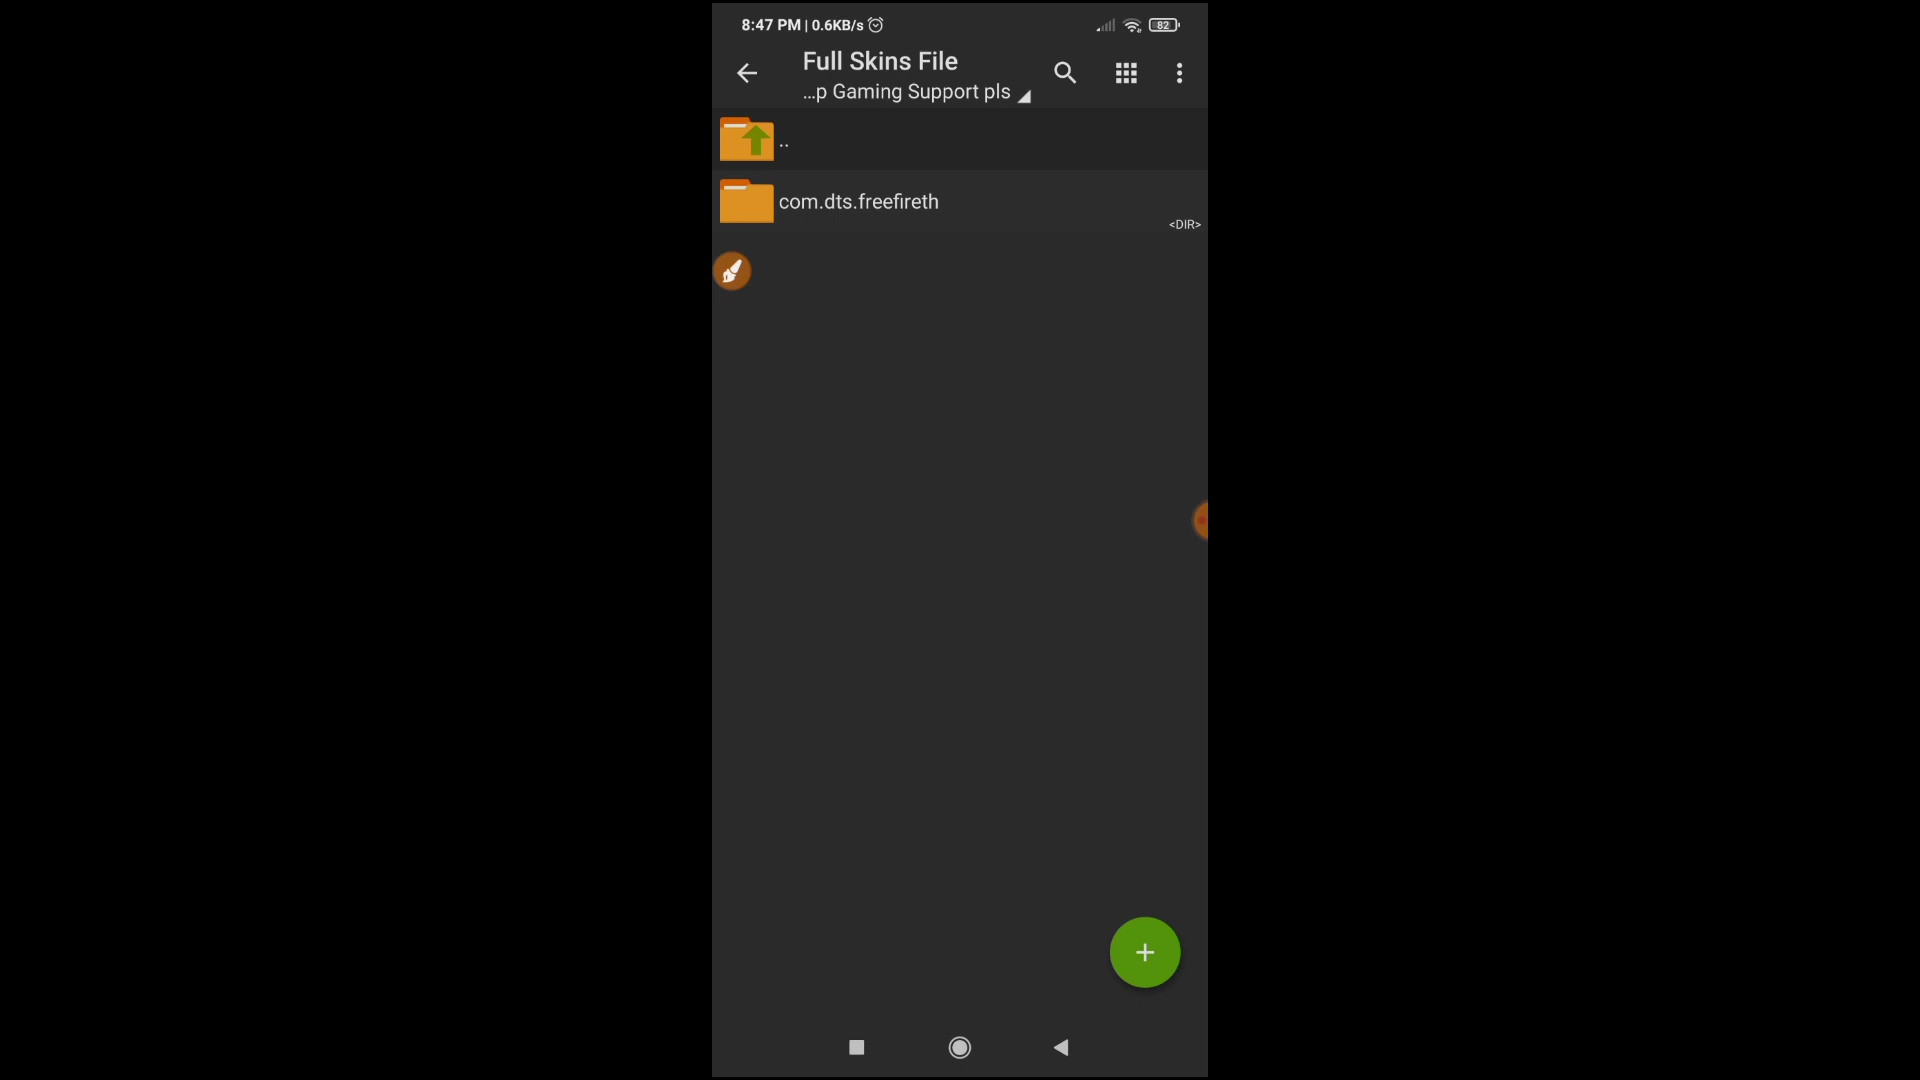 8:47 PM | 0.6KB/s
82
Full Skins File
...p Gaming Support pls
..
com.dts.freefireth
<DIR>